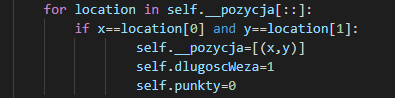 for location in self.__pozycja[::]:
if x==location[0] and y==location[1]:
self.__pozycja=[(x,y)]
self.dlugoscWeza=1
self.punkty=0